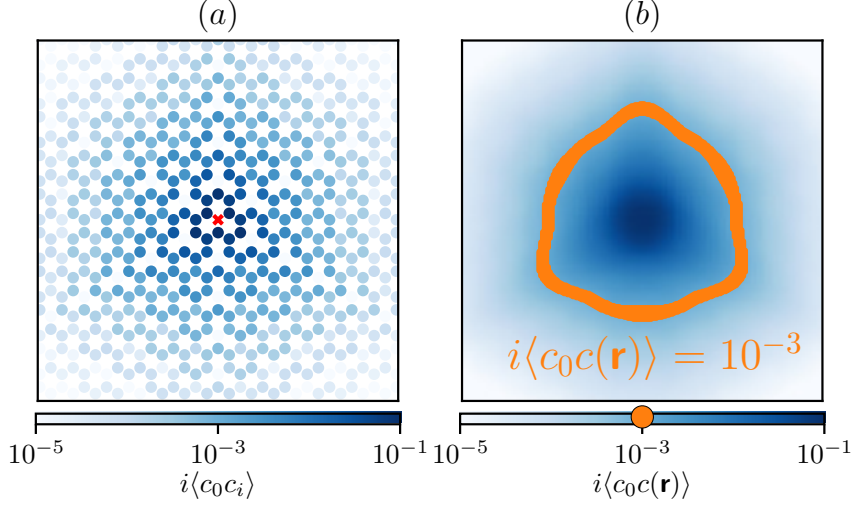 (a)
(b)
i⟨c₀c(r)⟩ = 10⁻³
10⁻⁵ 10⁻³ 10⁻¹
i⟨c₀cᵢ⟩
10⁻⁵ 10⁻³ 10⁻¹
i⟨c₀c(r)⟩